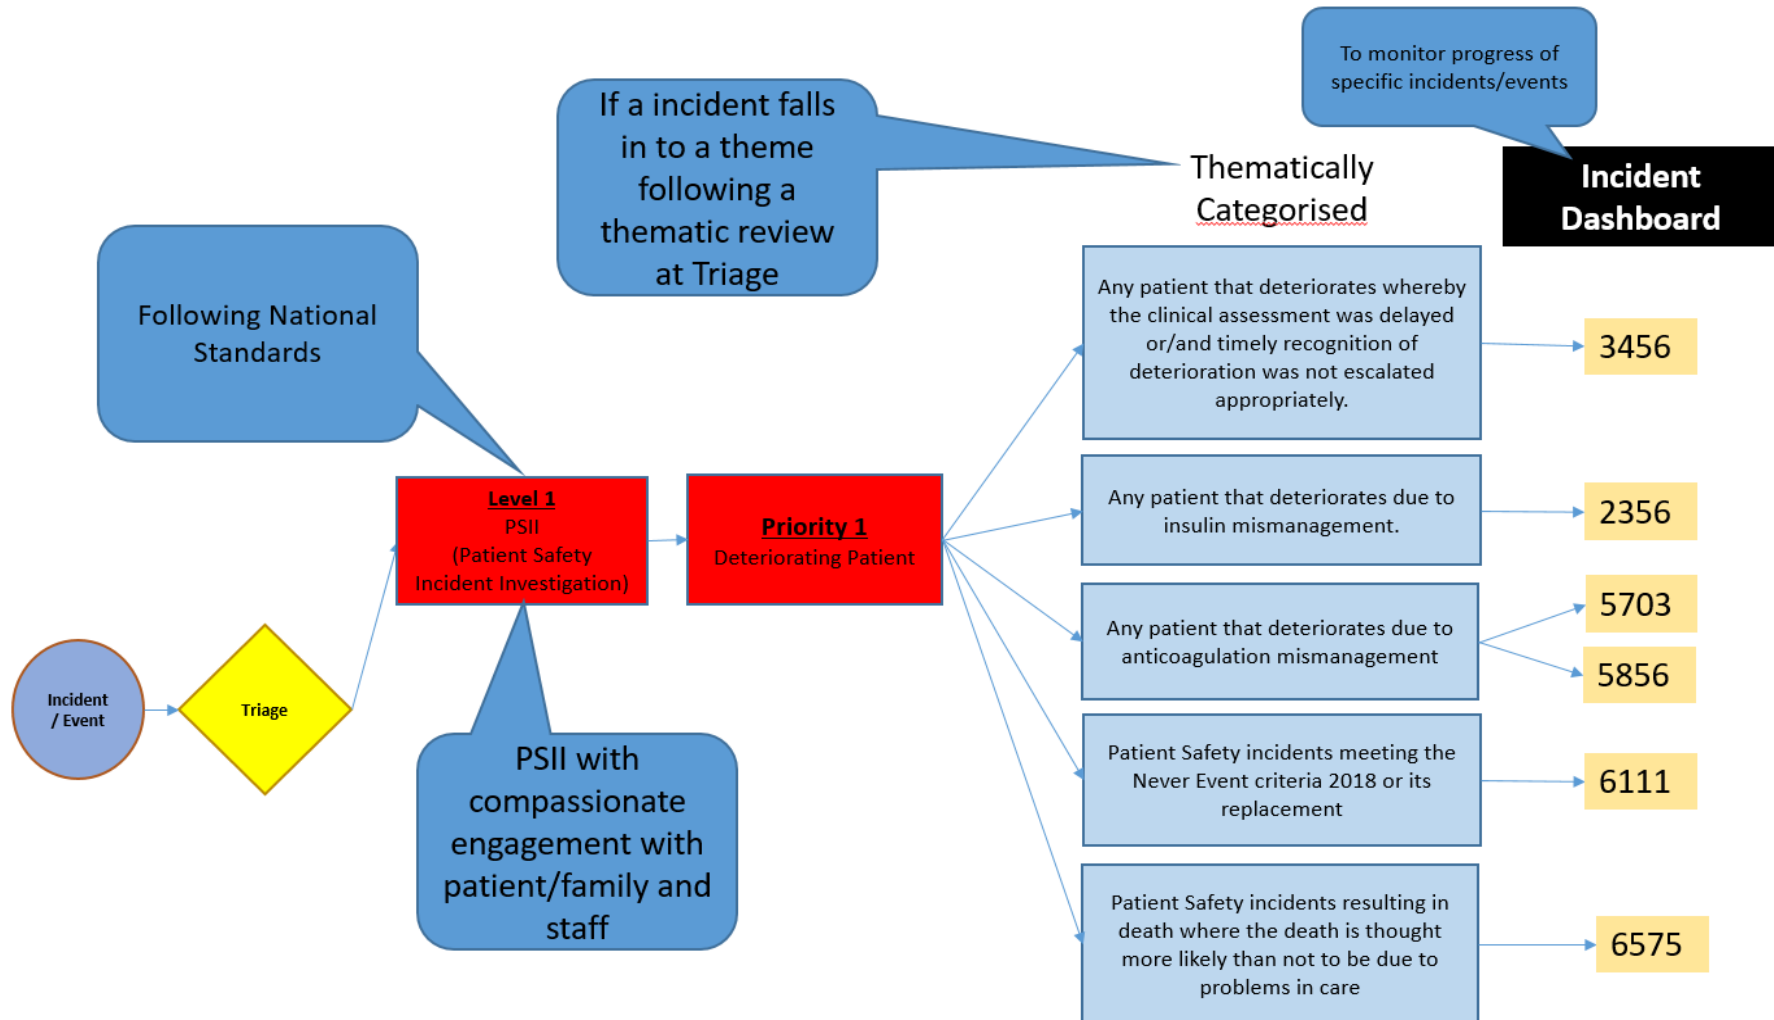 To monitor progress of
specific incidents/events
If a incident falls
in to a theme
following a
thematic review
at Triage
Thematically
Categorised
Incident
Dashboard
Following National
Standards
Any patient that deteriorates whereby
the clinical assessment was delayed
or/and timely recognition of
deterioration was not escalated
appropriately.
3456
Level 1
PSII
(Patient Safety
Incident Investigation)
Priority 1
Deteriorating Patient
Any patient that deteriorates due to
insulin mismanagement.
2356
Any patient that deteriorates due to
anticoagulation mismanagement
5703
5856
Incident
/ Event
Triage
PSII with
compassionate
engagement with
patient/family and
staff
Patient Safety incidents meeting the
Never Event criteria 2018 or its
replacement
6111
Patient Safety incidents resulting in
death where the death is thought
more likely than not to be due to
problems in care
6575